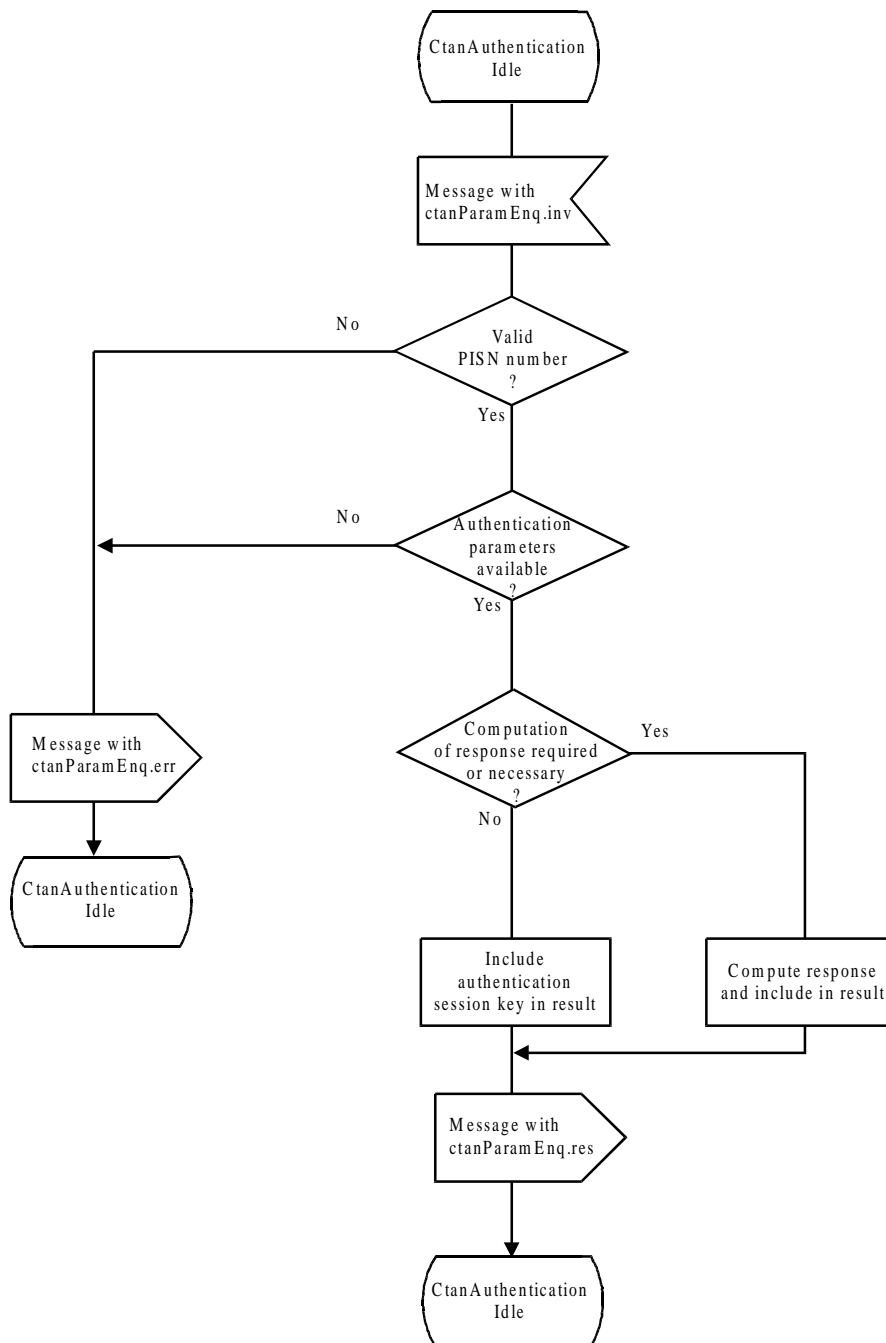 CtanAuthentication
Idle
Message with
ctanParamEnq.inv
No
Valid
PISN number
?
Yes
No
Authentication
parameters
available
?
Yes
Computation
of response required
or necessary
?
Yes
No
Message with
ctanParamEnq.err
CtanAuthentication
Idle
Include
authentication
session key in result
Compute response
and include in result
Message with
ctanParamEnq.res
CtanAuthentication
Idle